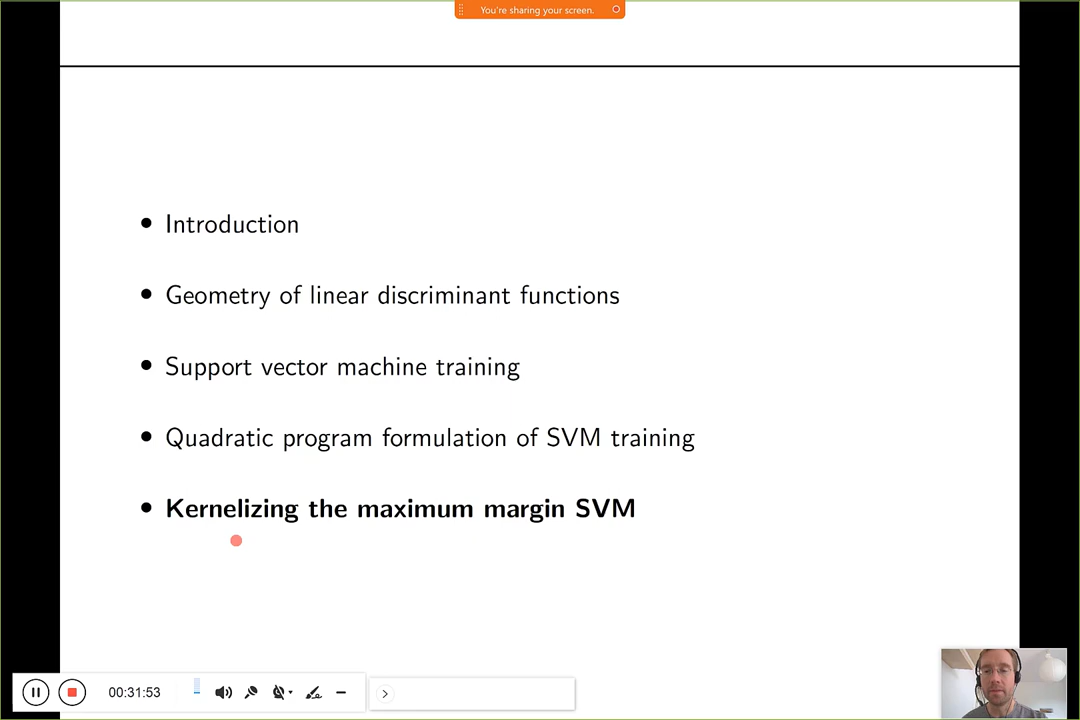 You're sharing your screen.
• Introduction
• Geometry of linear discriminant functions
• Support vector machine training
• Quadratic program formulation of SVM training
• Kernelizing the maximum margin SVM
00:31:53